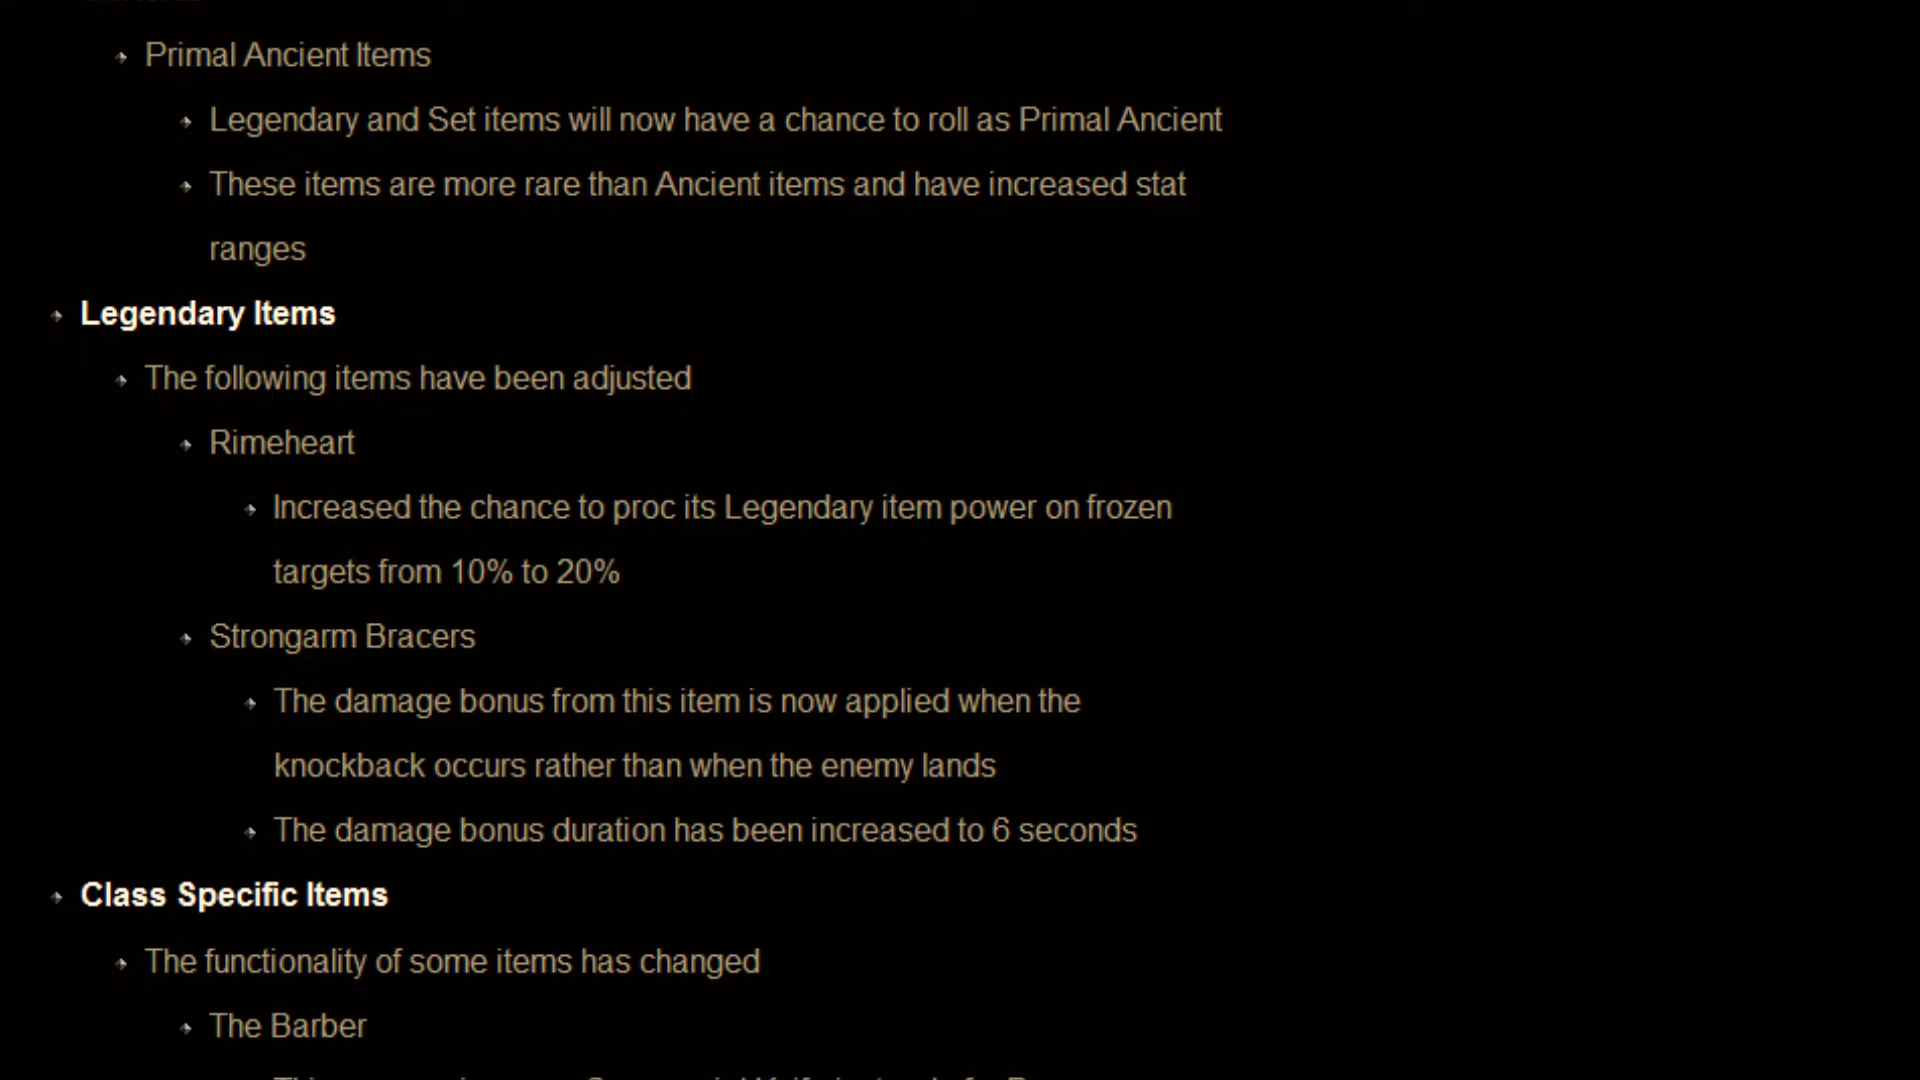 Primal Ancient Items
Legendary and Set items will now have a chance to roll as Primal Ancient
These items are more rare than Ancient items and have increased stat
ranges
Legendary Items
The following items have been adjusted
Rimeheart
Increased the chance to proc its Legendary item power on frozen
targets from 10% to 20%
Strongarm Bracers
The damage bonus from this item is now applied when the
knockback occurs rather than when the enemy lands
The damage bonus duration has been increased to 6 seconds
Class Specific Items
The functionality of some items has changed
The Barber